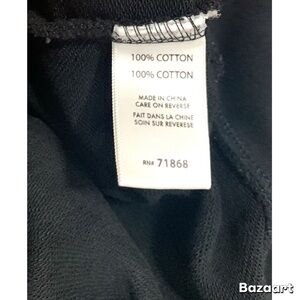 100% COTTON
100% COTTON
MADE IN CHINA
CARE ON REVERSE
FAIT DANS LA CHINE
SOIN SUR REVERESE
RN# 71868
Bazaart